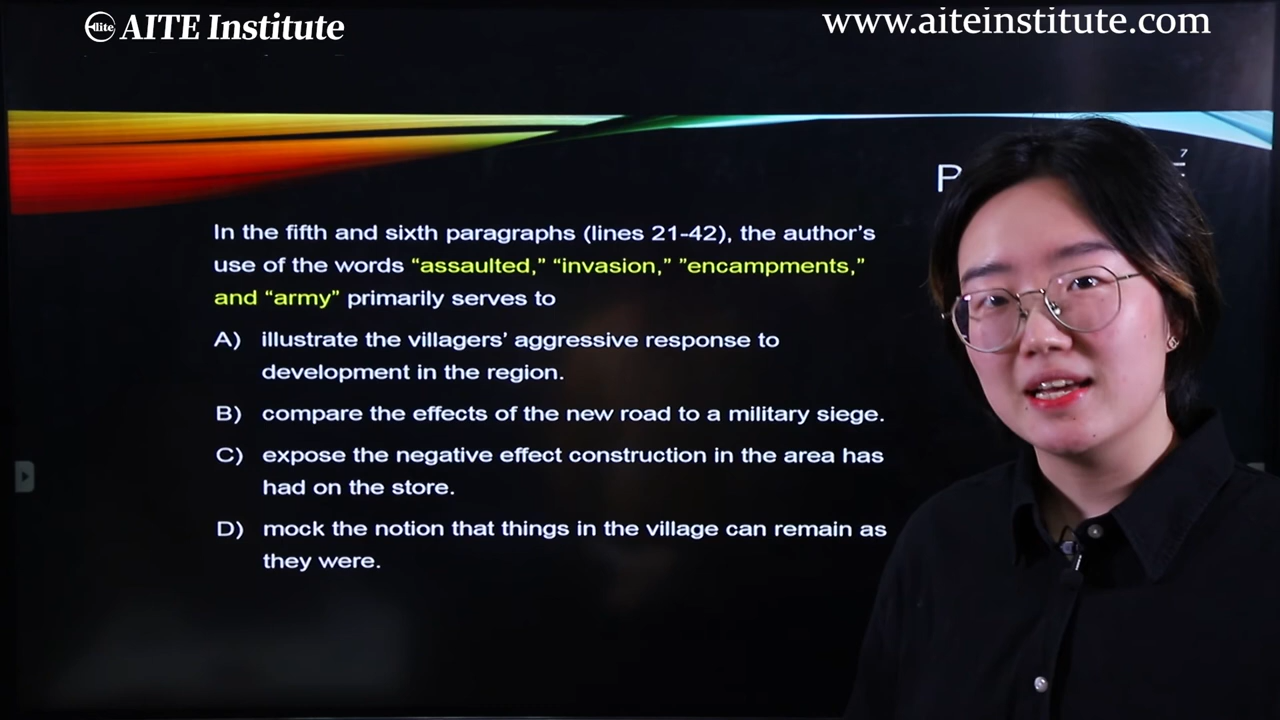 Elite AITE Institute
www.aiteinstitute.com
P
7
In the fifth and sixth paragraphs (lines 21-42), the author's
use of the words “assaulted,” “invasion,” ”encampments,”
and “army” primarily serves to
A) illustrate the villagers' aggressive response to
development in the region.
B) compare the effects of the new road to a military siege.
C) expose the negative effect construction in the area has
had on the store.
D) mock the notion that things in the village can remain as
they were.